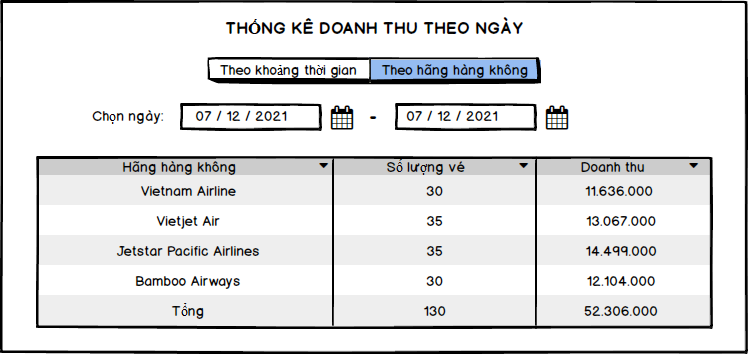 THỐNG KÊ DOANH THU THEO NGÀY
Theo khoảng thời gian Theo hãng hàng không
Chọn ngày: 07 / 12 / 2021 - 07 / 12 / 2021
Hãng hàng không Số lượng vé Doanh thu
Vietnam Airline 30 11.636.000
Vietjet Air 35 13.067.000
Jetstar Pacific Airlines 35 14.499.000
Bamboo Airways 30 12.104.000
Tổng 130 52.306.000